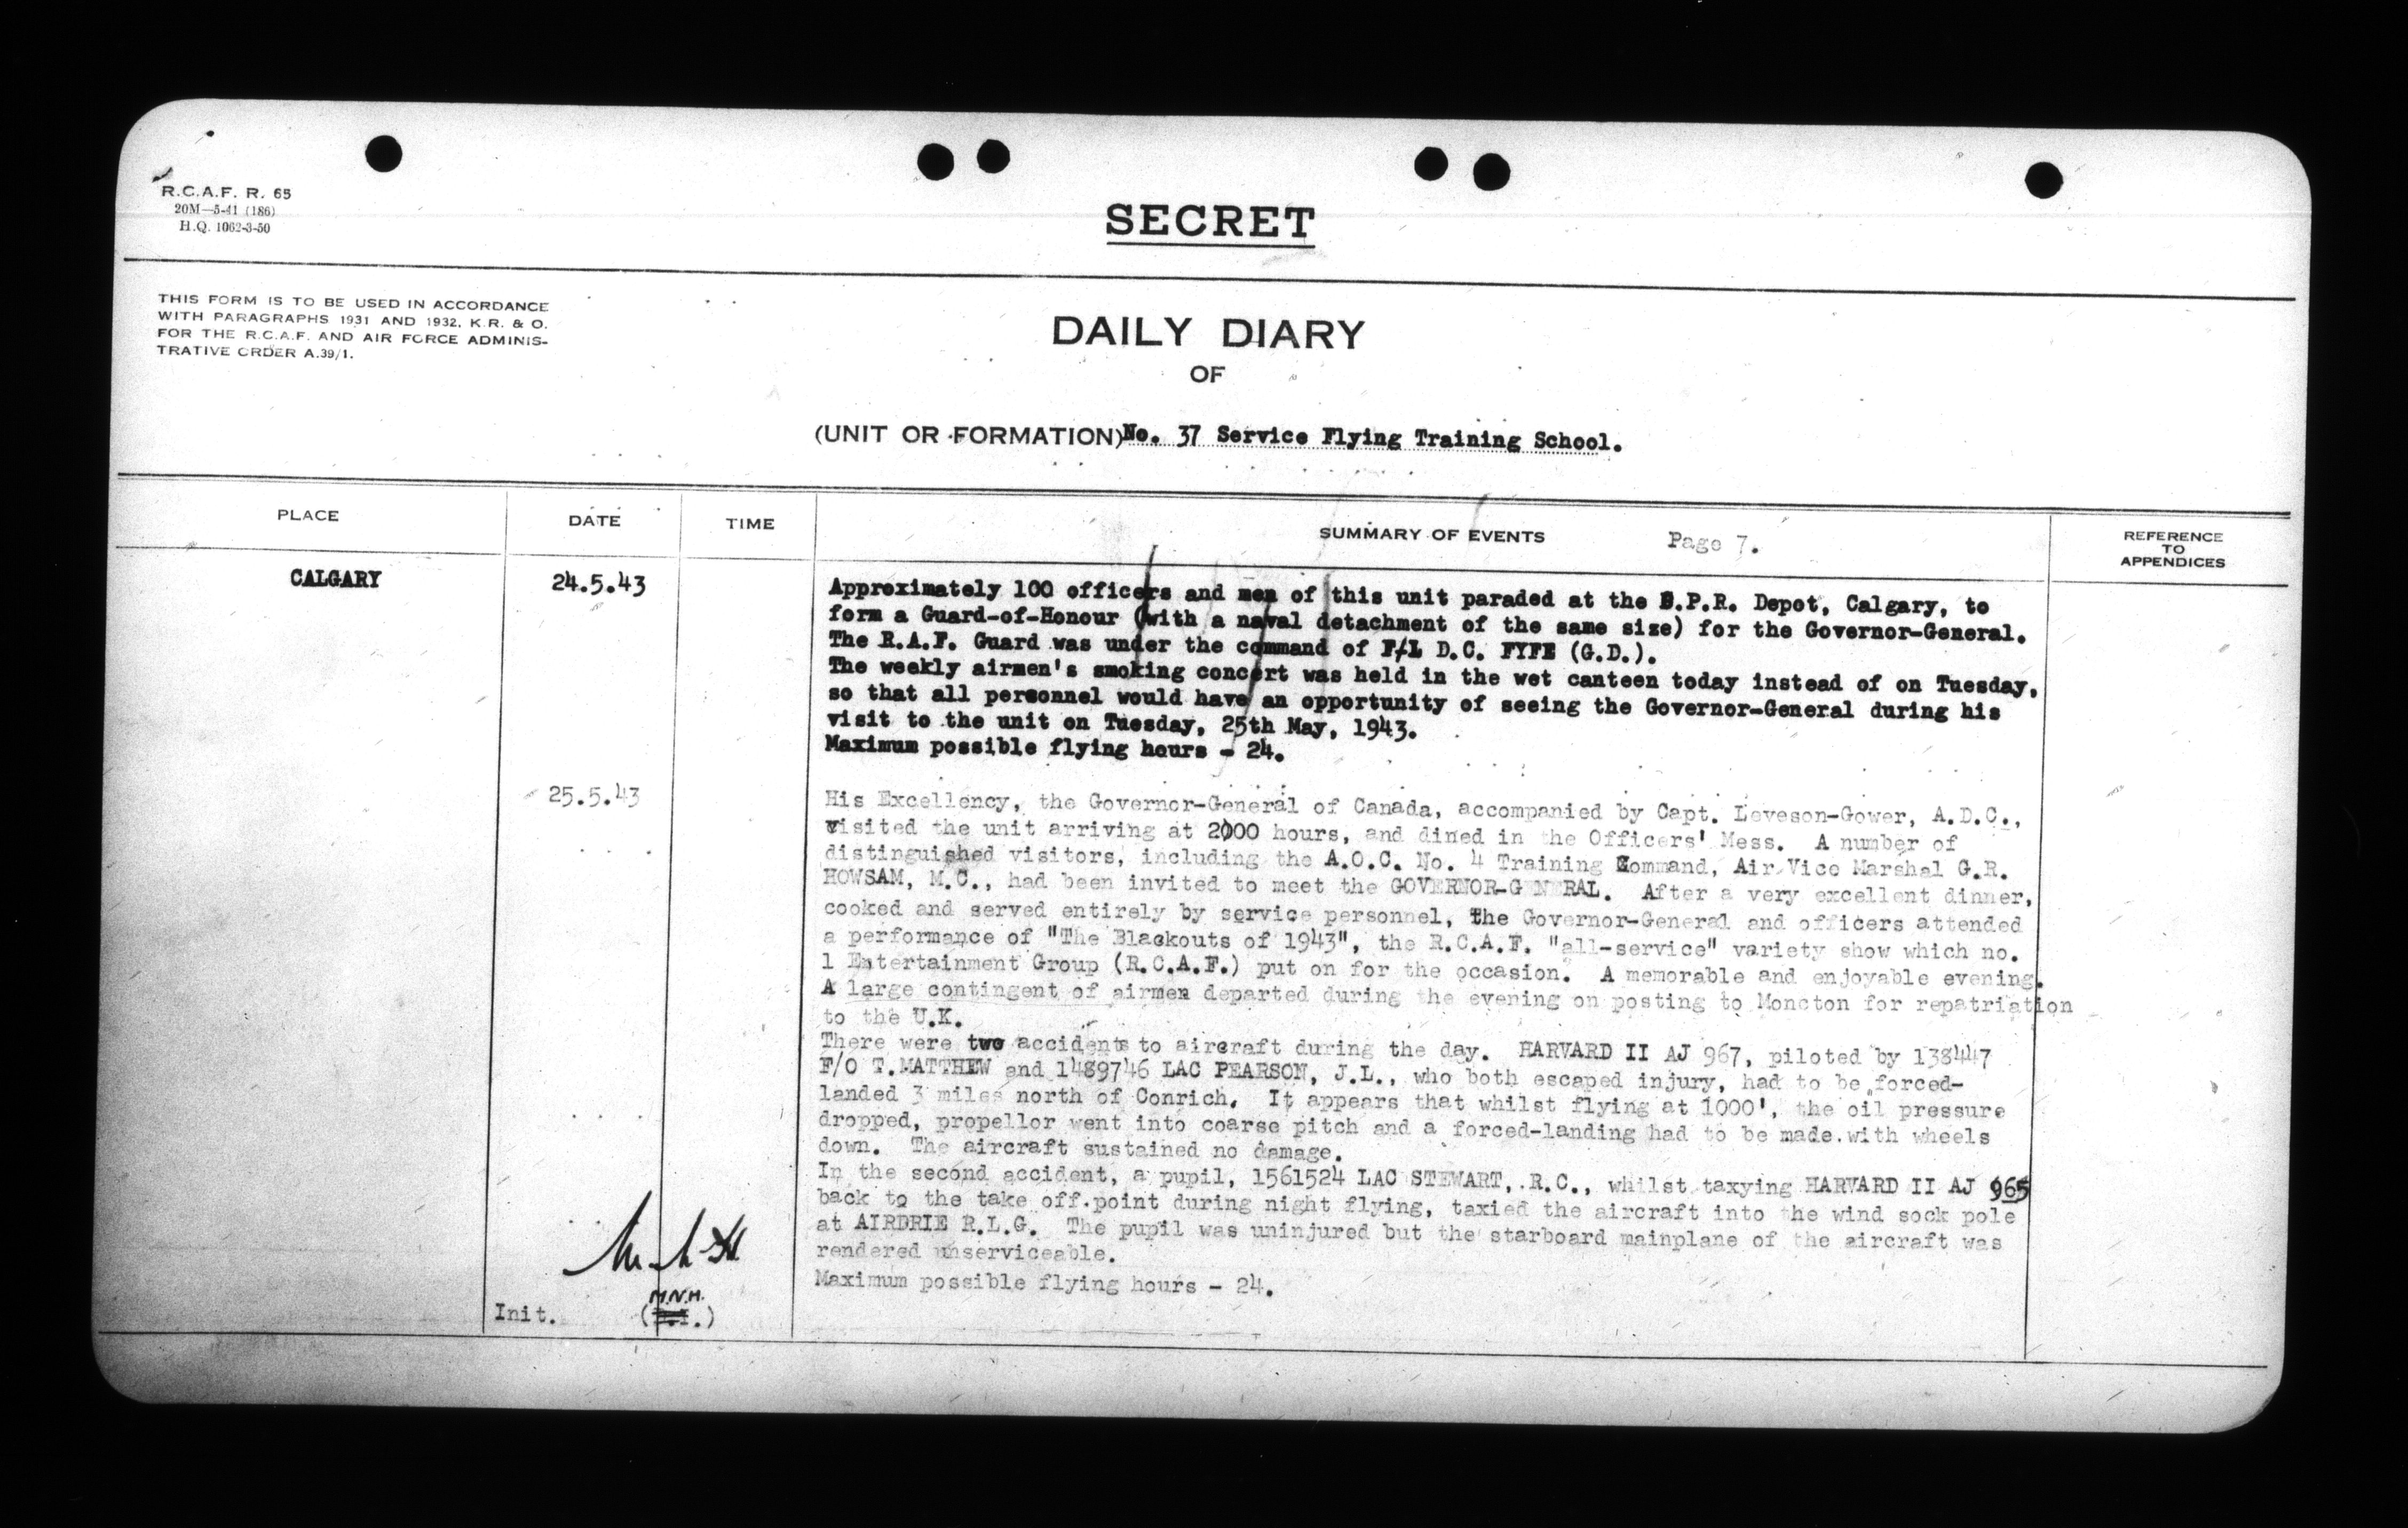 R.C.A.F. R. 65
20M—5-41 (186)
H.Q. 1062-3-50
SECRET
THIS FORM IS TO BE USED IN ACCORDANCE
WITH PARAGRAPHS 1931 AND 1932, K.R. & O.
FOR THE R.C.A.F. AND AIR FORCE ADMINIS-
TRATIVE ORDER A.39/1.
DAILY DIARY
OF
(UNIT OR FORMATION) No. 37 Service Flying Training School.
PLACE DATE TIME SUMMARY OF EVENTS Page 7. REFERENCE TO APPENDICES
CALGARY 24.5.43 Approximately 100 officers and men of this unit paraded at the Depot, Calgary, to
form a Guard-of-Honour (with a naval detachment of the same size) for the Governor-General.
The R.A.F. Guard was under the command of F/L D.C. FYFE (G.D.).
The weekly airmen's smoking concert was held in the wet canteen today instead of on Tuesday,
so that all personnel would have an opportunity of seeing the Governor-General during his
visit to the unit on Tuesday, 25th May, 1943.
Maximum possible flying hours - 24.
25.5.43 His Excellency, the Governor-General of Canada, accompanied by Capt. Leveson-Gower, A.D.C.,
visited the unit arriving at 2000 hours, and dined in the Officers' Mess. A number of
distinguished visitors, including the A.O.C. No. 4 Training Command, Air Vice Marshal G.R.
HOWSAM, M.C., had been invited to meet the GOVERNOR-GENERAL. After a very excellent dinner,
cooked and served entirely by service personnel, the Governor-General and officers attended
a performance of "The Blackouts of 1943", the R.C.A.F. "all-service" variety show which no.
1 Entertainment Group (R.C.A.F.) put on for the occasion. A memorable and enjoyable evening.
A large contingent of airmen departed during the evening on posting to Moncton for repatriation
to the U.K.
There were two accidents to aircraft during the day. HARVARD II AJ 967, piloted by 138447
F/O T. MATTHEW and 1489746 LAC PEARSON, J.L., who both escaped injury, had to be forced-
landed 3 miles north of Conrich. It appears that whilst flying at 1000', the oil pressure
dropped, propellor went into coarse pitch and a forced-landing had to be made with wheels
down. The aircraft sustained no damage.
In the second accident, a pupil, 1561524 LAC STEWART, R.C., whilst taxying HARVARD II AJ 965
back to the take off point during night flying, taxied the aircraft into the wind sock pole
at AIRDRIE R.L.G. The pupil was uninjured but the starboard mainplane of the aircraft was
rendered unserviceable.
Maximum possible flying hours - 24.
M.N.H.
Init.